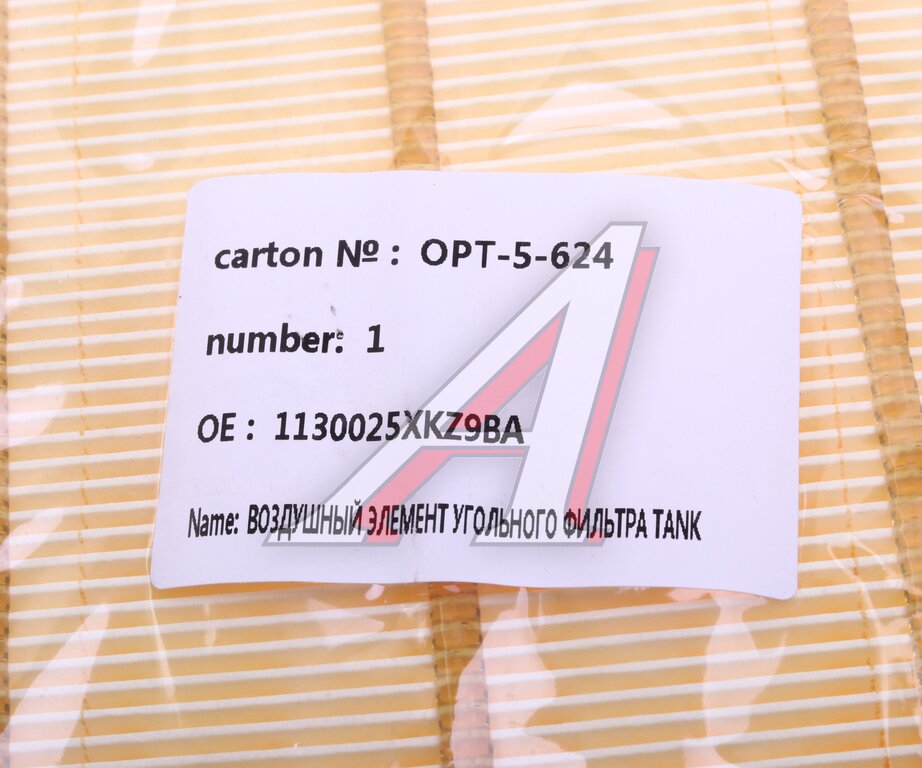 carton № : OPT-5-624
number: 1
OE : 1130025XKZ9BA
Name: ВОЗДУШНЫЙ ЭЛЕМЕНТ УГОЛЬНОГО ФИЛЬТРА TANK